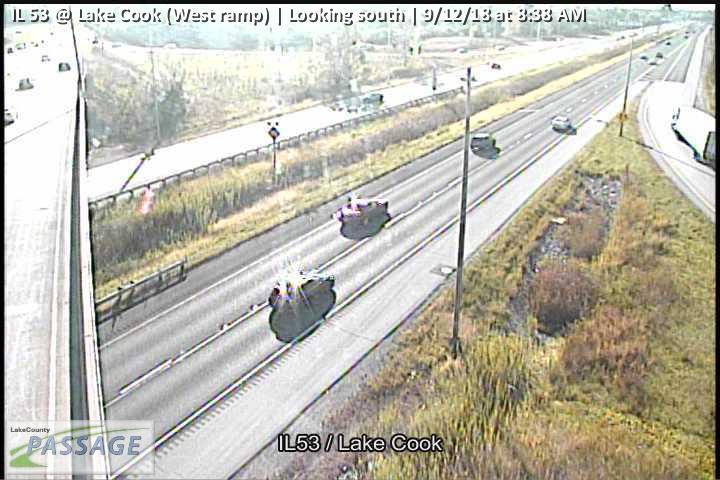 IL 53 @ Lake Cook (West ramp) | Looking south | 9/12/18 at 8:38 AM
LakeCounty
PASSAGE
IL53 / Lake Cook